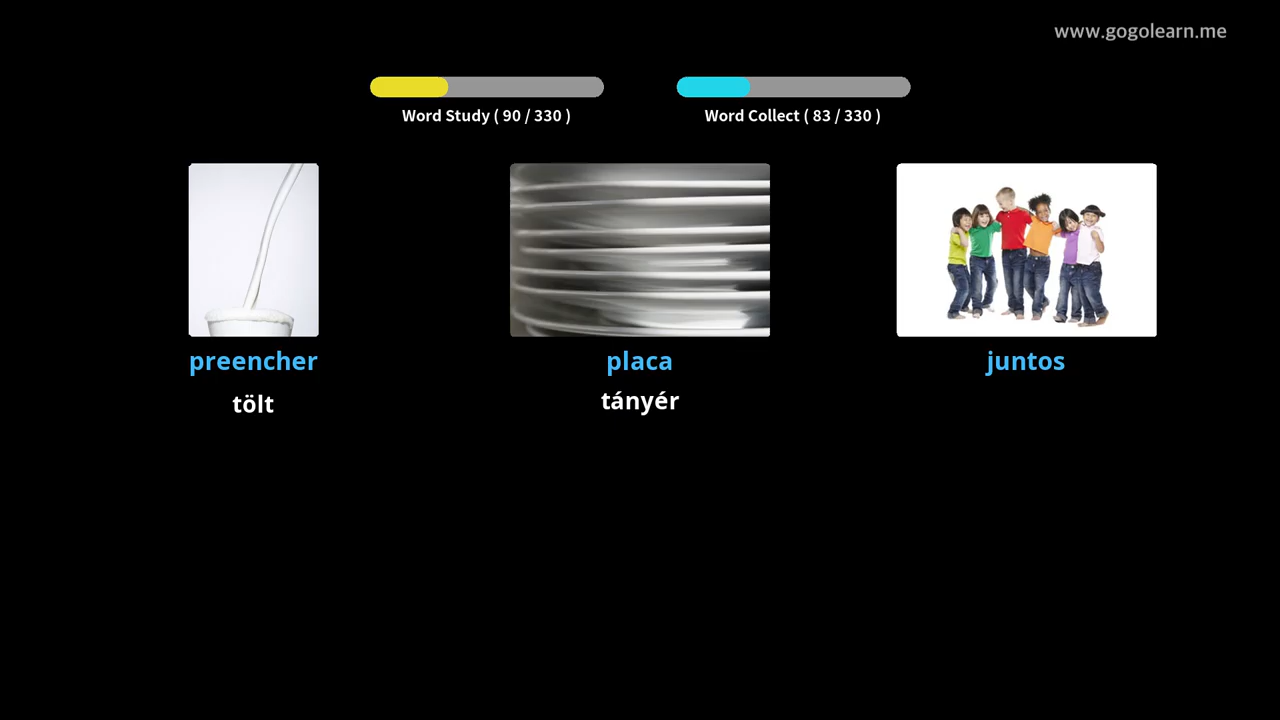 www.gogolearn.me
Word Study ( 90 / 330 )
Word Collect ( 83 / 330 )
preencher
placa
juntos
tölt
tányér